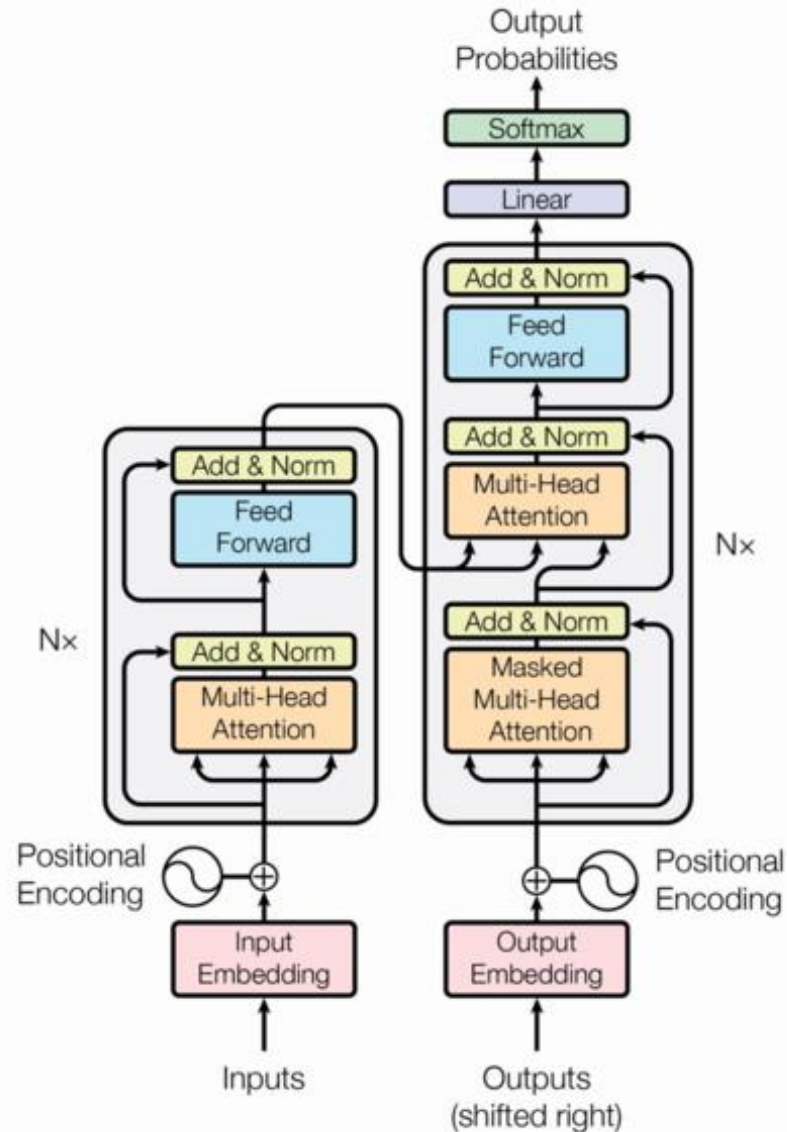 Output
Probabilities
Softmax
Linear
Add & Norm
Feed
Forward
Add & Norm
Multi-Head
Attention
Nx
Add & Norm
Masked
Multi-Head
Attention
Add & Norm
Feed
Forward
Nx
Add & Norm
Multi-Head
Attention
Positional
Encoding
Positional
Encoding
Input
Embedding
Output
Embedding
Inputs
Outputs
(shifted right)